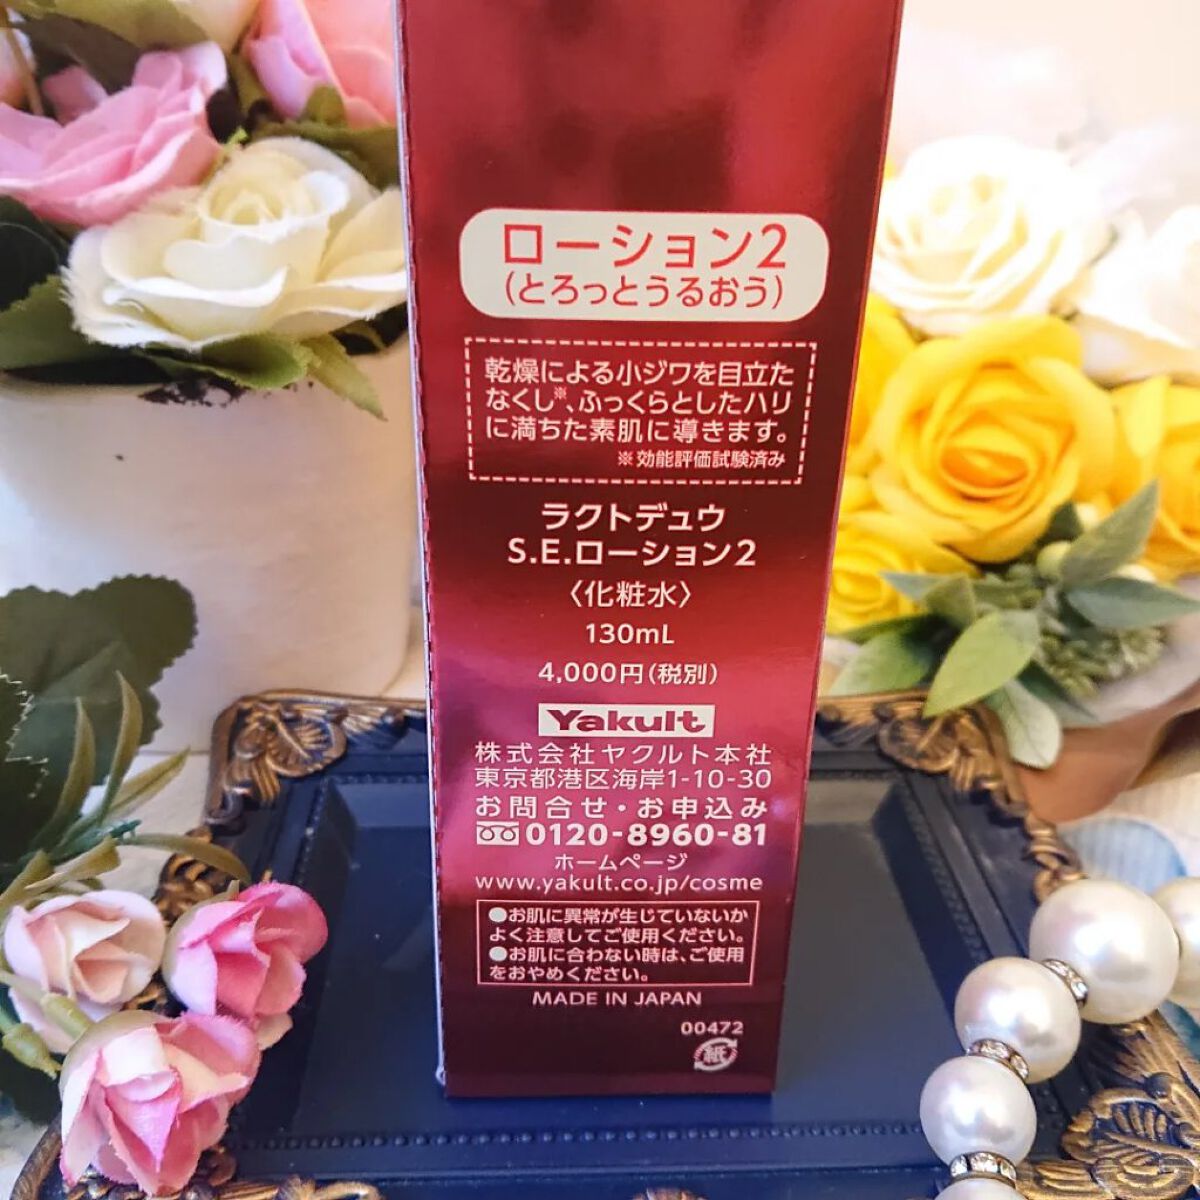 ローション2
(とろっとうるおう)
乾燥による小ジワを目立た
なくし※、ふっくらとしたハリ
に満ちた素肌に導きます。
※効能評価試験済み
ラクトデュウ
S.E.ローション2
〈化粧水〉
130mL
4,000円(税別)
Yakult
株式会社ヤクルト本社
東京都港区海岸1-10-30
お問合せ・お申込み
0120-8960-81
ホームページ
www.yakult.co.jp/cosme
●お肌に異常が生じていないか
よく注意してご使用ください。
●お肌に合わない時は、ご使用
をおやめください。
MADE IN JAPAN
00472
紙